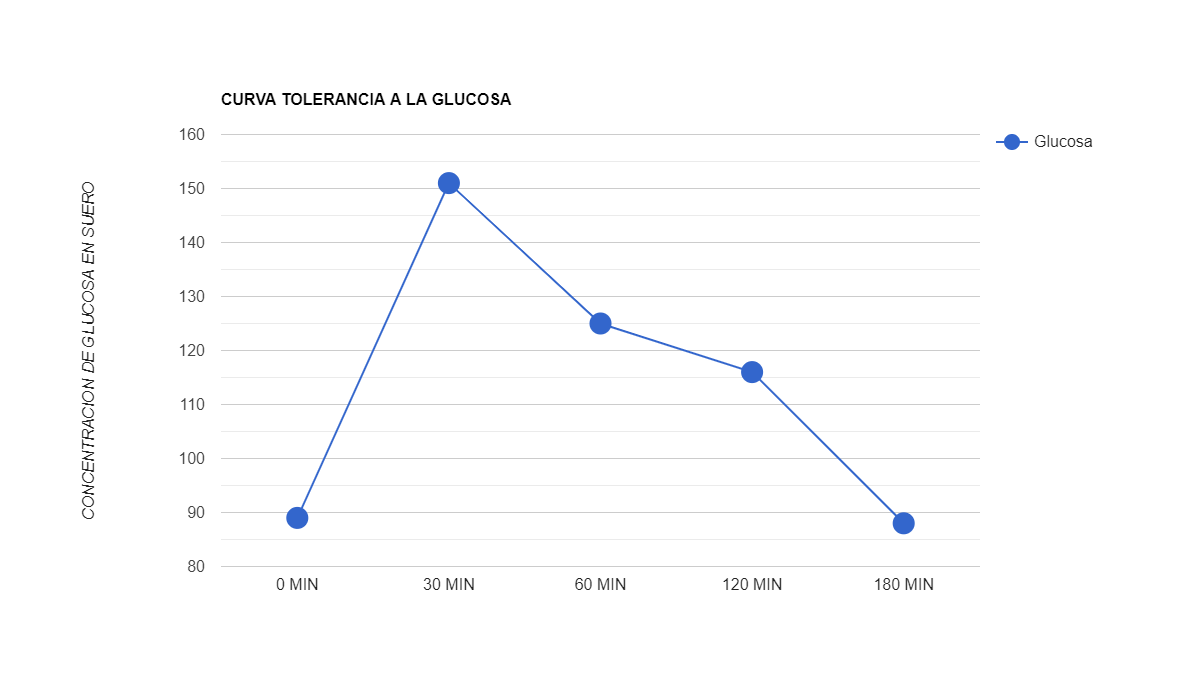 CURVA TOLERANCIA A LA GLUCOSA
Glucosa
CONCENTRACION DE GLUCOSA EN SUERO
160
150
140
130
120
110
100
90
80
0 MIN
30 MIN
60 MIN
120 MIN
180 MIN